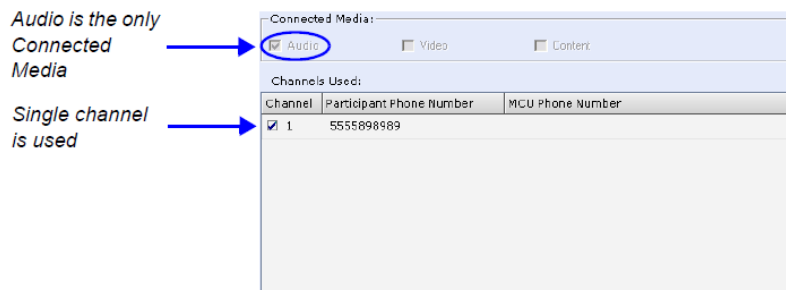 Audio is the only
Connected
Media
Connected Media:
Audio Video Content
Channels Used:
Channel Participant Phone Number MCU Phone Number
Single channel
is used
1 5555898989